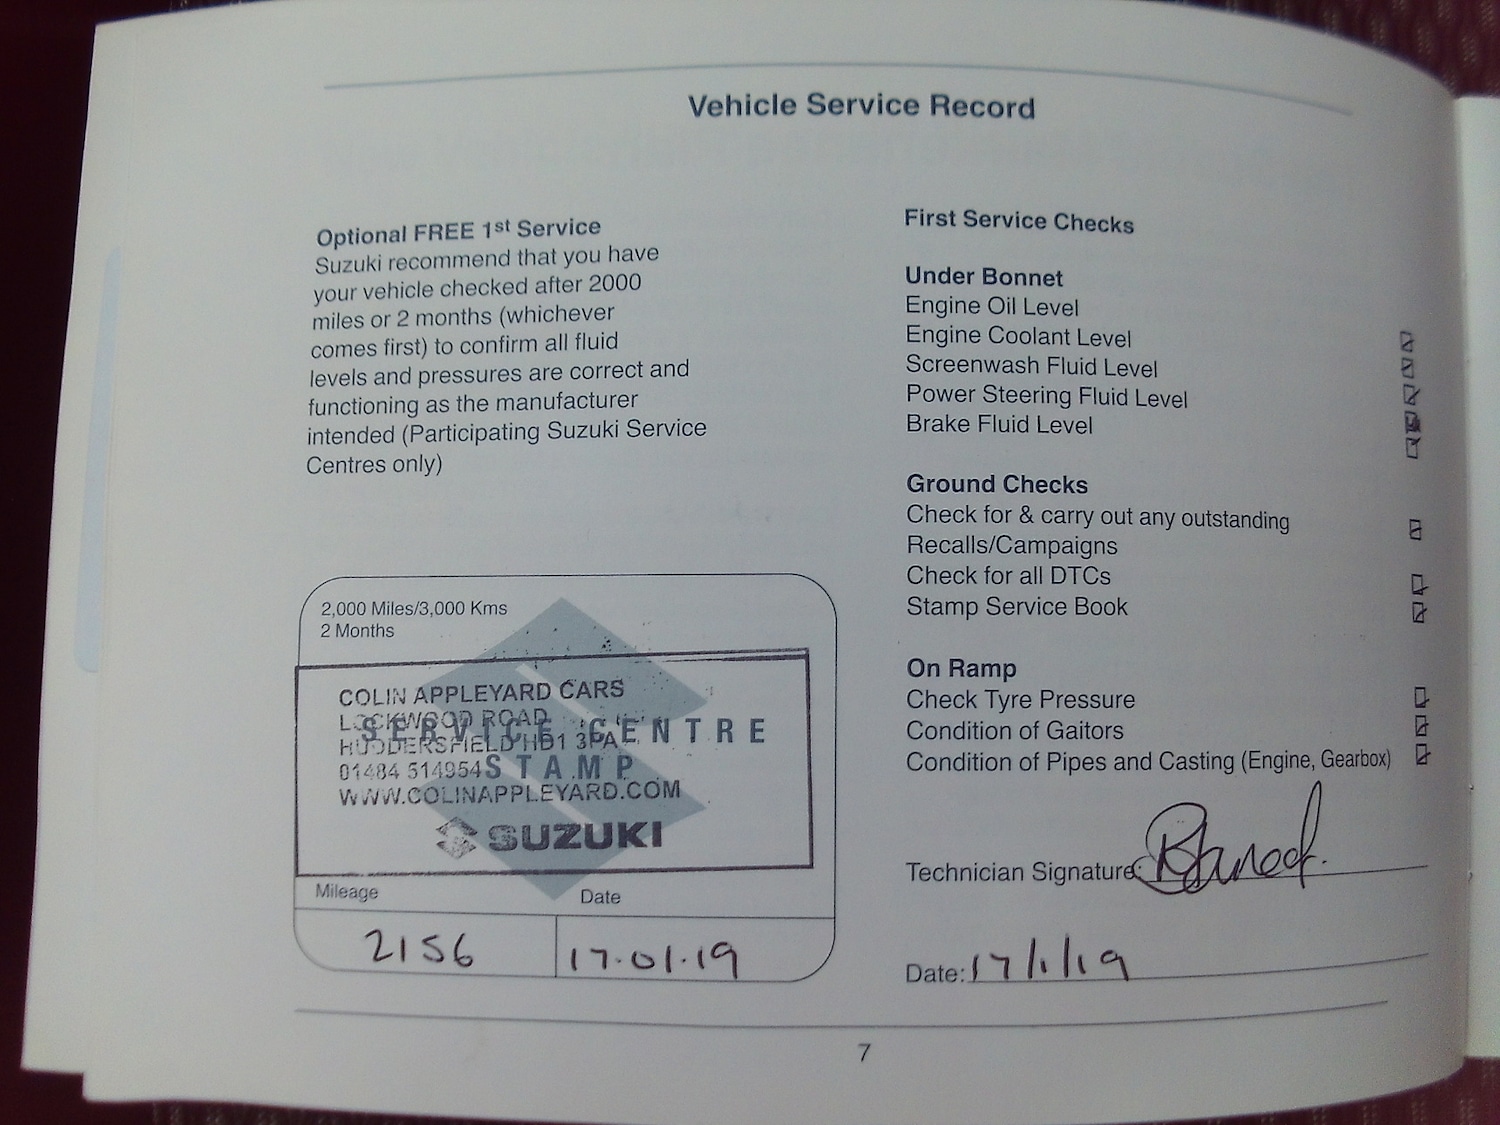 Vehicle Service Record
Optional FREE 1st Service
Suzuki recommend that you have
your vehicle checked after 2000
miles or 2 months (whichever
comes first) to confirm all fluid
levels and pressures are correct and
functioning as the manufacturer
intended (Participating Suzuki Service
Centres only)
2,000 Miles/3,000 Kms
2 Months
COLIN APPLEYARD CARS
LOCKWOOD ROAD
SERVICE CENTRE
HUDDERSFIELD HD1 3PA
01484 514954
STAMP
WWW.COLINAPPLEYARD.COM
SUZUKI
Mileage Date
2156 17.01.19
First Service Checks
Under Bonnet
Engine Oil Level
Engine Coolant Level
Screenwash Fluid Level
Power Steering Fluid Level
Brake Fluid Level
Ground Checks
Check for & carry out any outstanding
Recalls/Campaigns
Check for all DTCs
Stamp Service Book
On Ramp
Check Tyre Pressure
Condition of Gaitors
Condition of Pipes and Casting (Engine, Gearbox)
Technician Signature:
Date: 17/1/19
7